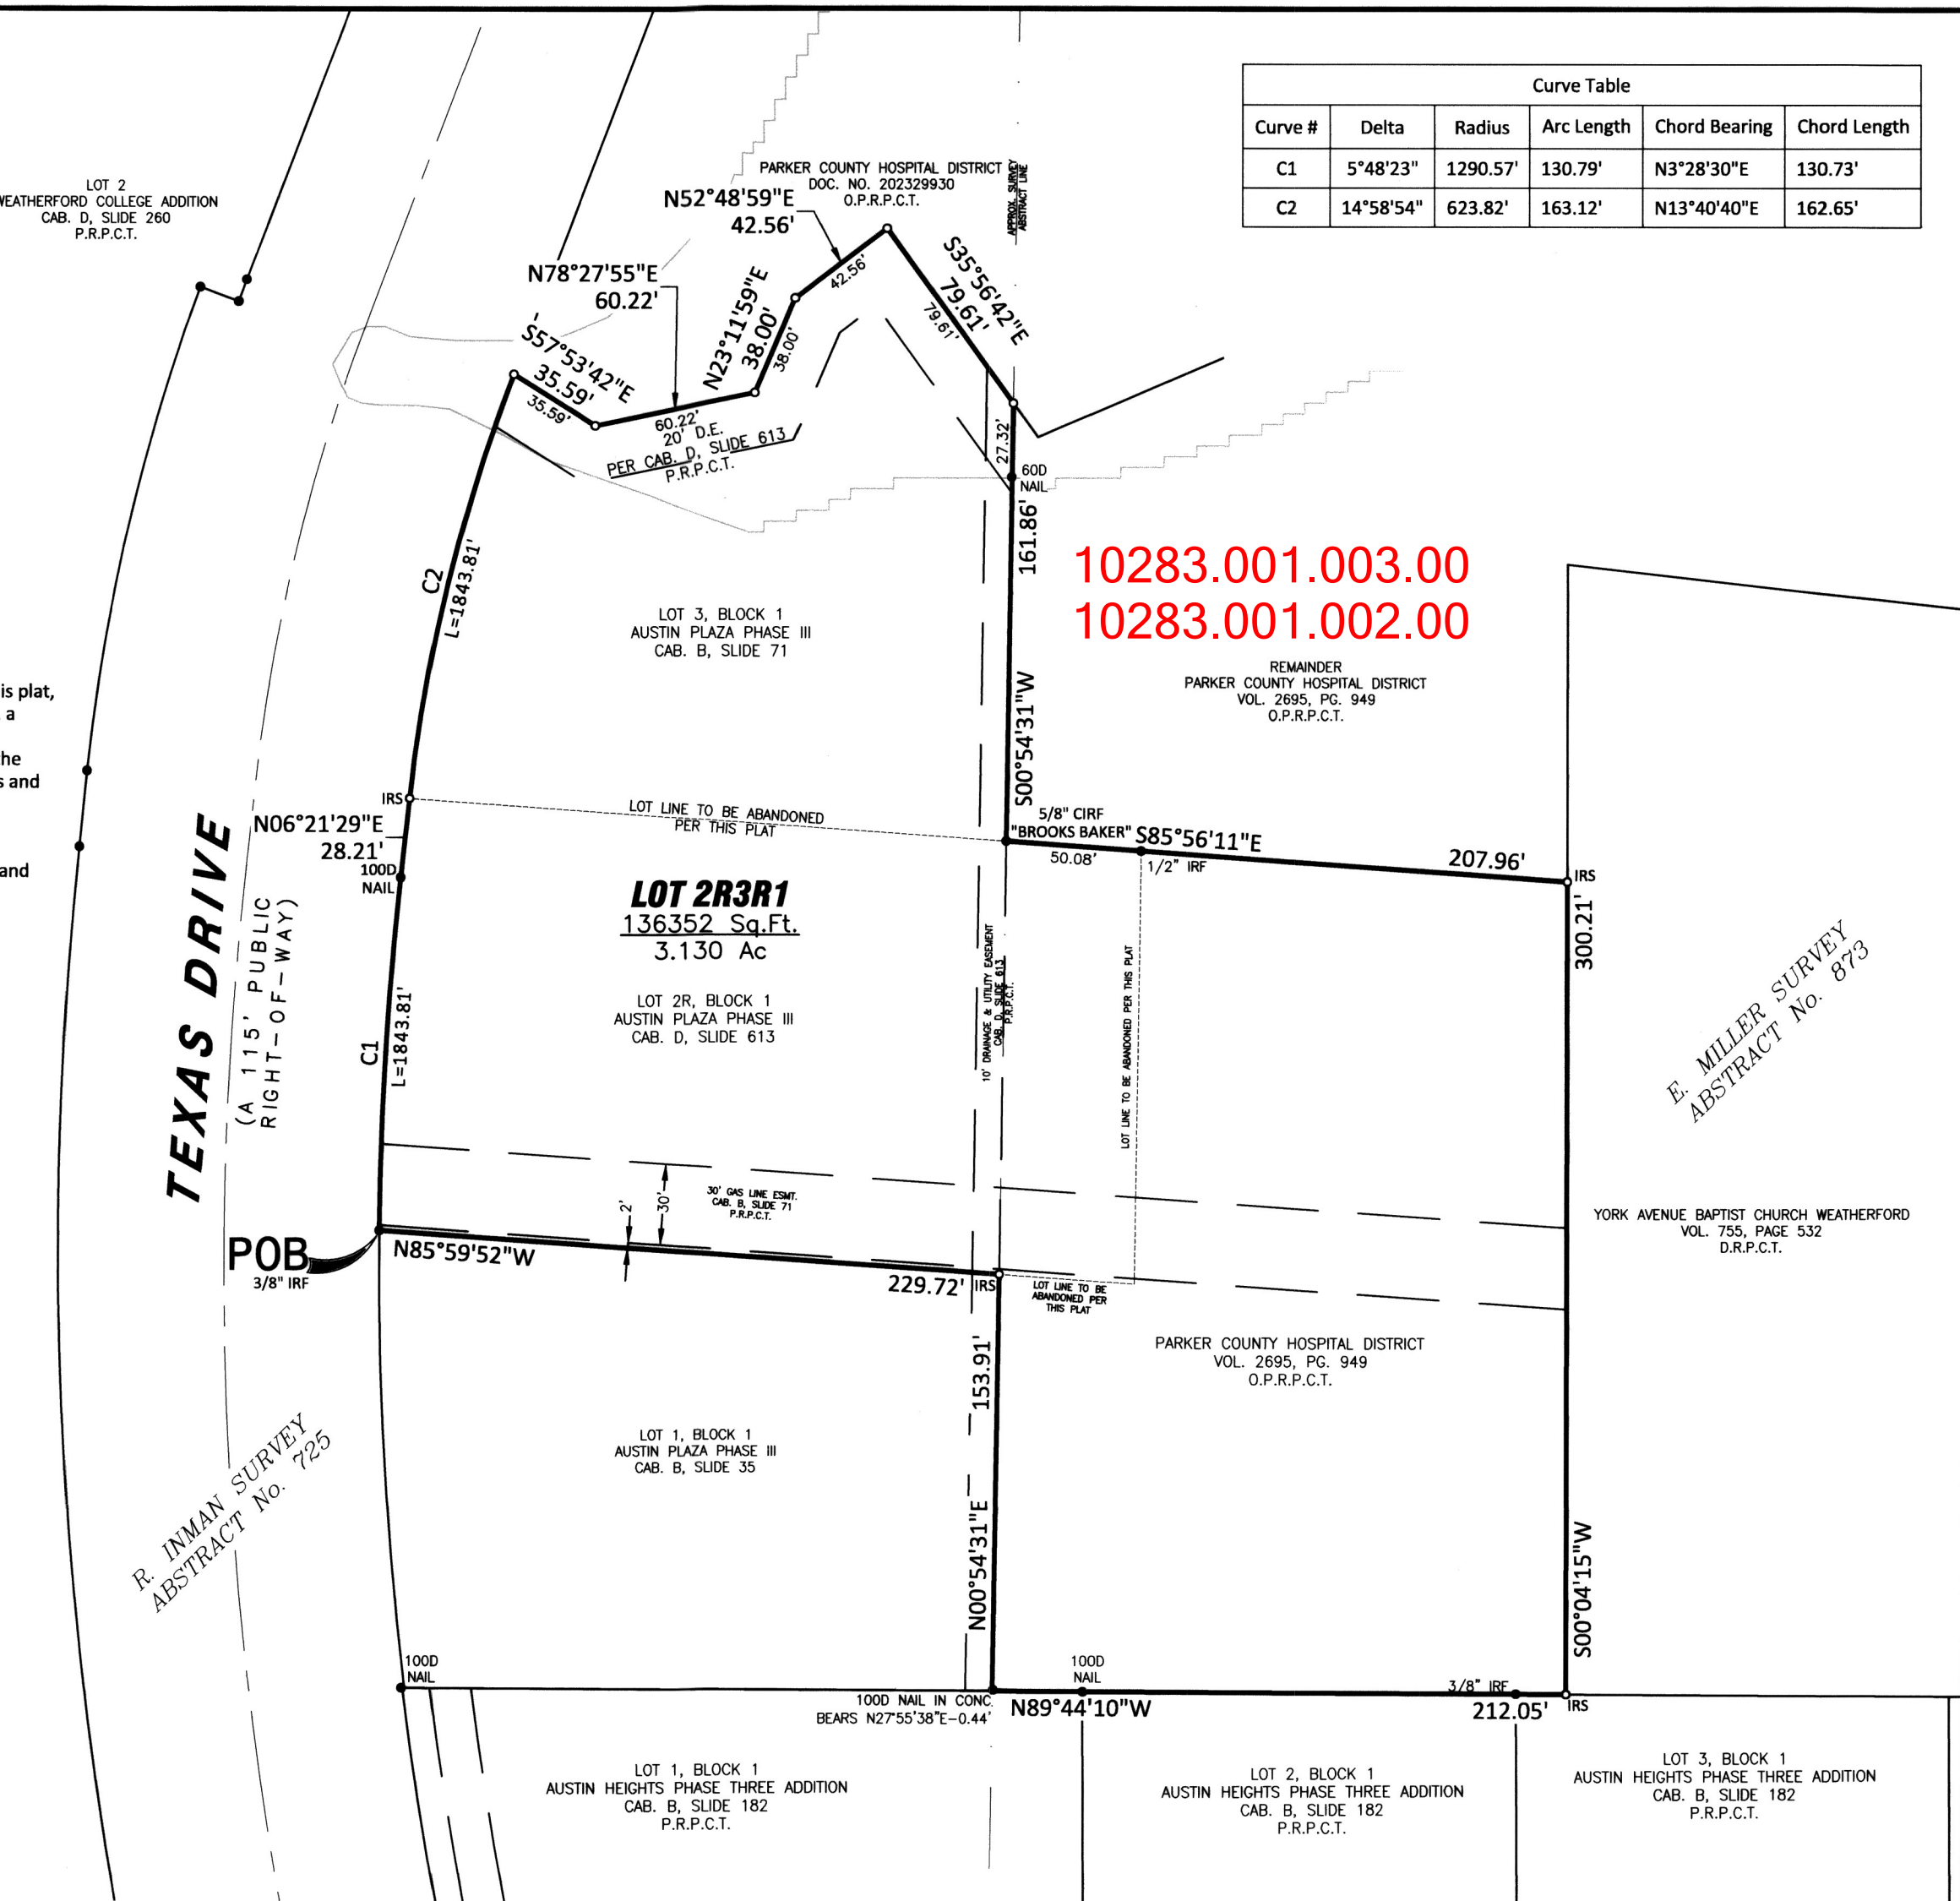 Curve Table
Curve # Delta Radius Arc Length Chord Bearing Chord Length
C1 5°48'23" 1290.57' 130.79' N3°28'30"E 130.73'
C2 14°58'54" 623.82' 163.12' N13°40'40"E 162.65'
LOT 2
WEATHERFORD COLLEGE ADDITION
CAB. D, SLIDE 260
P.R.P.C.T.
PARKER COUNTY HOSPITAL DISTRICT
DOC. NO. 202329930
O.P.R.P.C.T.
APPROX. SURVEY
ABSTRACT LINE
N52°48'59"E
42.56'
42.56'
N78°27'55"E
60.22'
N23°11'59"E
38.00'
38.00'
S35°56'42"E
79.61'
79.61'
S57°53'42"E
35.59'
35.59'
60.22'
20' D.E.
PER CAB. D, SLIDE 613
P.R.P.C.T.
27.32'
60D
NAIL
161.86'
S00°54'31"W
C2
L=1843.81'
LOT 3, BLOCK 1
AUSTIN PLAZA PHASE III
CAB. B, SLIDE 71
10283.001.003.00
10283.001.002.00
REMAINDER
PARKER COUNTY HOSPITAL DISTRICT
VOL. 2695, PG. 949
O.P.R.P.C.T.
is plat,
a
the
s and
and
IRS
N06°21'29"E
28.21'
100D
NAIL
LOT LINE TO BE ABANDONED
PER THIS PLAT
5/8" CIRF
"BROOKS BAKER"
S85°56'11"E
50.08'
1/2" IRF
207.96'
IRS
300.21'
LOT 2R3R1
136352 Sq.Ft.
3.130 Ac
LOT 2R, BLOCK 1
AUSTIN PLAZA PHASE III
CAB. D, SLIDE 613
TEXAS DRIVE
(A 115' PUBLIC
RIGHT-OF-WAY)
C1
L=1843.81'
10' DRAINAGE & UTILITY EASEMENT
CAB. D, SLIDE 613
P.R.P.C.T.
LOT LINE TO BE ABANDONED PER THIS PLAT
E. MILLER SURVEY
ABSTRACT No. 873
2'
30'
30' GAS LINE ESMT.
CAB. B, SLIDE 71
P.R.P.C.T.
POB
3/8" IRF
N85°59'52"W
229.72'
IRS
LOT LINE TO BE
ABANDONED PER
THIS PLAT
YORK AVENUE BAPTIST CHURCH WEATHERFORD
VOL. 755, PAGE 532
D.R.P.C.T.
PARKER COUNTY HOSPITAL DISTRICT
VOL. 2695, PG. 949
O.P.R.P.C.T.
153.91'
N00°54'31"E
LOT 1, BLOCK 1
AUSTIN PLAZA PHASE III
CAB. B, SLIDE 35
R. INMAN SURVEY
ABSTRACT No. 725
S00°04'15"W
100D
NAIL
100D NAIL IN CONC.
BEARS N27°55'38"E-0.44'
100D
NAIL
N89°44'10"W
3/8" IRF
212.05'
IRS
LOT 1, BLOCK 1
AUSTIN HEIGHTS PHASE THREE ADDITION
CAB. B, SLIDE 182
P.R.P.C.T.
LOT 2, BLOCK 1
AUSTIN HEIGHTS PHASE THREE ADDITION
CAB. B, SLIDE 182
P.R.P.C.T.
LOT 3, BLOCK 1
AUSTIN HEIGHTS PHASE THREE ADDITION
CAB. B, SLIDE 182
P.R.P.C.T.